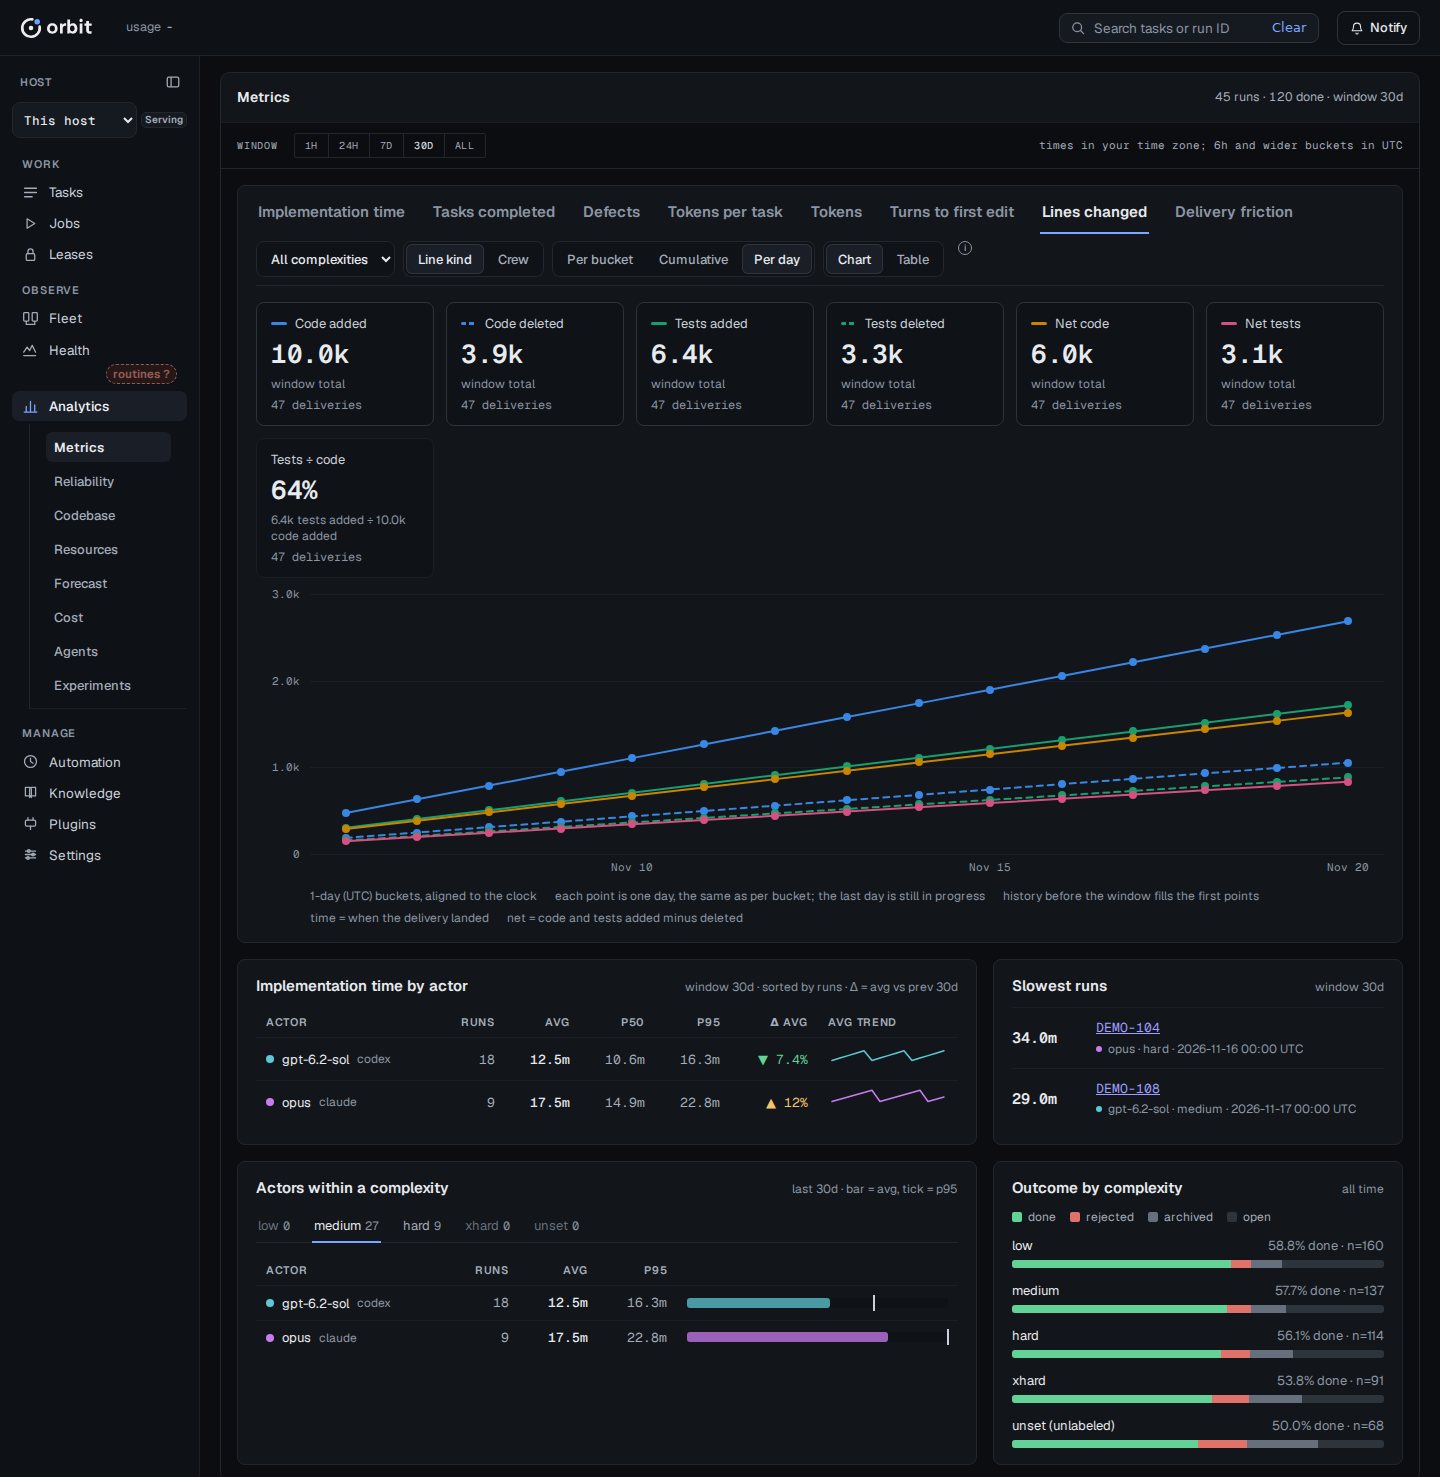 orbit
usage -
Search tasks or run ID
Clear
Notify
HOST
This host
Serving
WORK
Tasks
Jobs
Leases
OBSERVE
Fleet
Health
routines ?
Analytics
Metrics
Reliability
Codebase
Resources
Forecast
Cost
Agents
Experiments
MANAGE
Automation
Knowledge
Plugins
Settings
Metrics
45 runs · 120 done · window 30d
WINDOW 1H 24H 7D 30D ALL
times in your time zone; 6h and wider buckets in UTC
Implementation time Tasks completed Defects Tokens per task Tokens Turns to first edit Lines changed Delivery friction
All complexities Line kind Crew Per bucket Cumulative Per day Chart Table
Code added
10.0k
window total
47 deliveries
Code deleted
3.9k
window total
47 deliveries
Tests added
6.4k
window total
47 deliveries
Tests deleted
3.3k
window total
47 deliveries
Net code
6.0k
window total
47 deliveries
Net tests
3.1k
window total
47 deliveries
Tests ÷ code
64%
6.4k tests added ÷ 10.0k
code added
47 deliveries
3.0k
2.0k
1.0k
0
Nov 10 Nov 15 Nov 20
1-day (UTC) buckets, aligned to the clock each point is one day, the same as per bucket; the last day is still in progress history before the window fills the first points
time = when the delivery landed net = code and tests added minus deleted
Implementation time by actor
window 30d · sorted by runs · Δ = avg vs prev 30d
ACTOR RUNS AVG P50 P95 Δ AVG AVG TREND
gpt-6.2-sol codex 18 12.5m 10.6m 16.3m ▼ 7.4%
opus claude 9 17.5m 14.9m 22.8m ▲ 12%
Slowest runs
window 30d
34.0m
DEMO-104
opus · hard · 2026-11-16 00:00 UTC
29.0m
DEMO-108
gpt-6.2-sol · medium · 2026-11-17 00:00 UTC
Actors within a complexity
last 30d · bar = avg, tick = p95
low 0 medium 27 hard 9 xhard 0 unset 0
ACTOR RUNS AVG P95
gpt-6.2-sol codex 18 12.5m 16.3m
opus claude 9 17.5m 22.8m
Outcome by complexity
all time
done rejected archived open
low 58.8% done · n=160
medium 57.7% done · n=137
hard 56.1% done · n=114
xhard 53.8% done · n=91
unset (unlabeled) 50.0% done · n=68